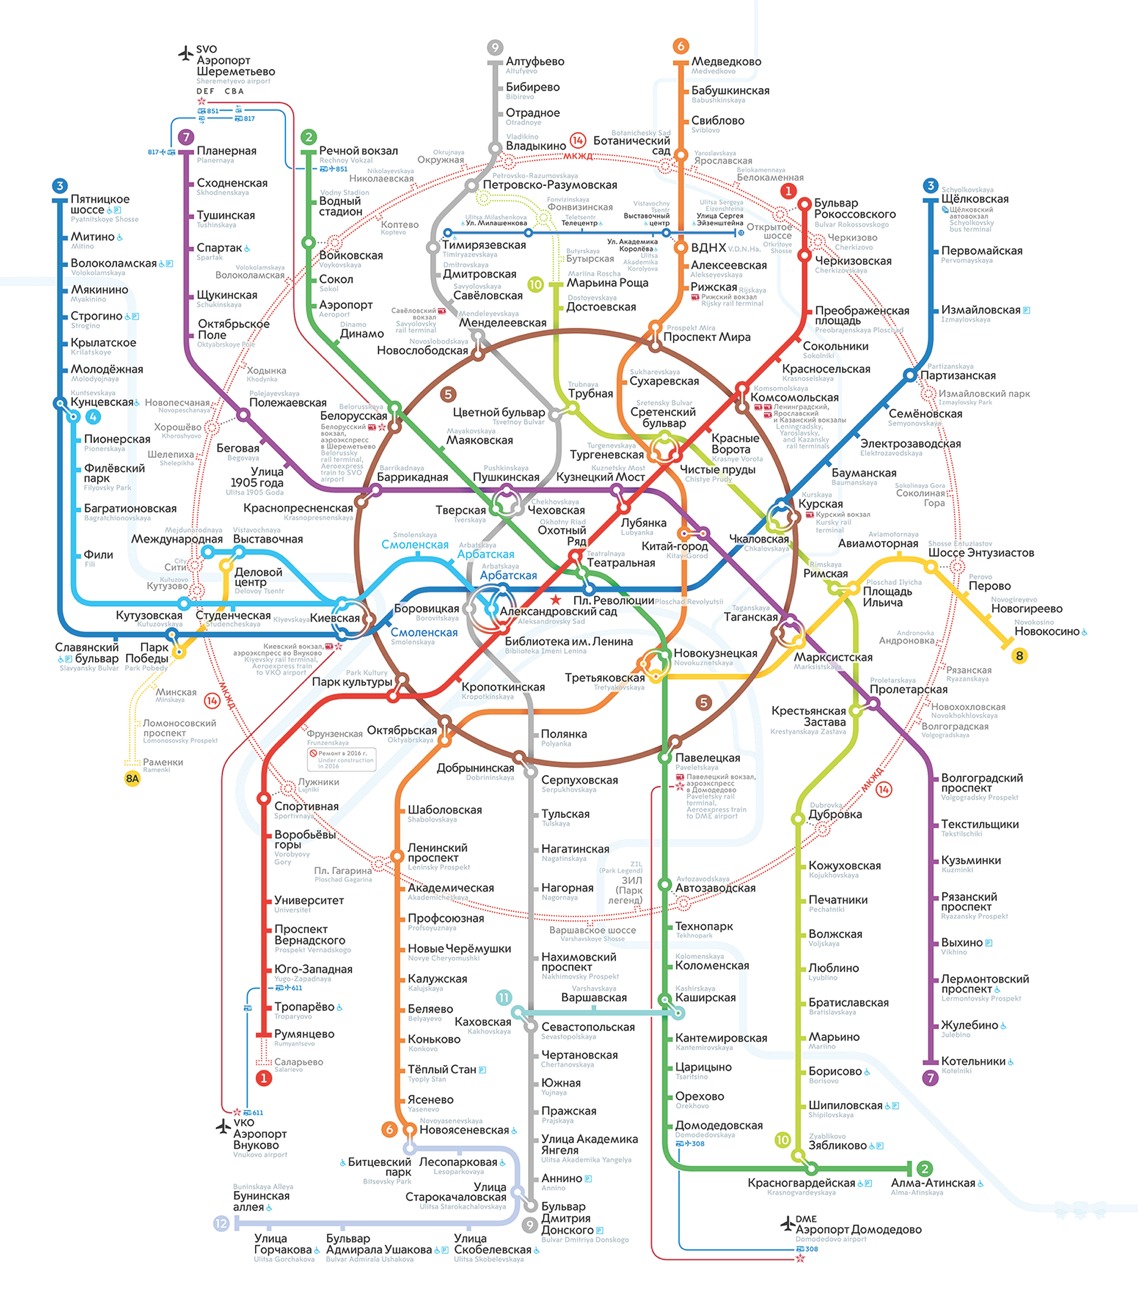 SVO
Аэропорт
Шереметьево
Sheremetyevo airport
D E F C B A
851
817
817
851
9
Алтуфьево
Altufyevo
Бибирево
Bibirevo
Отрадное
Otradnoye
Vladikino
Владыкино
Petrovsko-Razumovskaya
Петровско-Разумовская
Тимирязевская
Timiryazevskaya
Dmitrovskaya
Дмитровская
Savyolovskaya
Савёловская
Савёловский
вокзал
Savyolovsky
rail terminal
Mendeleyevskaya
Менделеевская
Novoslobodskaya
Новослободская
Цветной бульвар
Tsvetnoy Bulvar
6
Медведково
Medvedkovo
Бабушкинская
Babushkinskaya
Свиблово
Sviblovo
Botanichesky Sad
Ботанический
сад
ВДНХ
V.D.N.Kh.
Алексеевская
Alekseyevskaya
Рижская
Rijskaya
Рижский вокзал
Rijsky rail terminal
Prospekt Mira
Проспект Мира
Sukharevskaya
Сухаревская
Sretensky Bulvar
Сретенский
бульвар
Turgenevskaya
Тургеневская
7
Планерная
Planernaya
Сходненская
Skhodnenskaya
Тушинская
Tushinskaya
Спартак
Spartak
Щукинская
Schukinskaya
Октябрьское
Поле
Oktyabrskoye Pole
Polejayevskaya
Полежаевская
Беговая
Begovaya
Улица
1905 года
Ulitsa 1905 Goda
Barrikadnaya
Баррикадная
Краснопресненская
Krasnopresnenskaya
2
Речной вокзал
Rechnoy Vokzal
Vodny Stadion
Водный
стадион
Войковская
Voykovskaya
Сокол
Sokol
Аэропорт
Aeroport
Dinamo
Динамо
Belorusskaya
Белорусская
Белорусский
вокзал,
аэроэкспресс
в Шереметьево
Belorussky
rail terminal,
Aeroexpress
train to SVO
airport
Mayakovskaya
Маяковская
Pushkinskaya
Пушкинская
Тверская
Tverskaya
Chekhovskaya
Чеховская
Okhotny Riad
Охотный
Ряд
Teatralnaya
Театральная
Kuznetsky Most
Кузнецкий Мост
Лубянка
Lubyanka
Китай-город
Kitay-Gorod
3
Пятницкое
шоссе
Pyatnitskoye Shosse
Митино
Mitino
Волоколамская
Volokolamskaya
Мякинино
Myakinino
Строгино
Strogino
Крылатское
Krilatskoye
Молодёжная
Molodyojnaya
Kuntsevskaya
Кунцевская
4
Пионерская
Pionerskaya
Филёвский
парк
Filyovsky Park
Багратионовская
Bagrationovskaya
Фили
Fili
Mejdunarodnaya
Международная
Vistavochnaya
Выставочная
Деловой
центр
Delovoy Tsentr
Сити
City
Kutuzovo
Кутузово
Кутузовская
Kutuzovskaya
Студенческая
Studencheskaya
Kiyevskaya
Киевская
Славянский
бульвар
Slavyansky Bulvar
Парк
Победы
Park Pobedy
Минская
Minskaya
Ломоносовский
проспект
Lomonosovsky Prospekt
Раменки
Ramenki
8A
Smolenskaya
Смоленская
Arbatskaya
Арбатская
Arbatskaya
Арбатская
Боровицкая
Borovitskaya
Смоленская
Smolenskaya
Александровский сад
Aleksandrovsky Sad
Библиотека им. Ленина
Biblioteka Imeni Lenina
Пл. Революции
Ploschad Revolyutsii
Киевский вокзал,
аэроэкспресс во Внуково
Kiyevsky rail terminal,
Aeroexpress train to
VKO airport
Park Kultury
Парк культуры
Кропоткинская
Kropotkinskaya
1
Бульвар
Рокоссовского
Bulvar Rokossovskogo
Открытое
шоссе
Otkritoye
Shosse
Черкизово
Cherkizovo
Черкизовская
Cherkizovskaya
Преображенская
площадь
Preobrajenskaya Ploschad
Сокольники
Sokolniki
Красносельская
Krasnoselskaya
Komsomolskaya
Комсомольская
Ленинградский,
Ярославский
и Казанский вокзалы
Leningradsky,
Yaroslavsky,
and Kazansky
rail terminals
Красные
Ворота
Krasnye Vorota
Чистые пруды
Chistye Prudy
3
Schyolkovskaya
Щёлковская
Щёлковский
автовокзал
Schyolkovsky
bus terminal
Первомайская
Pervomayskaya
Измайловская
Izmaylovskaya
Partizanskaya
Партизанская
Измайловский парк
Izmaylovsky Park
Семёновская
Semyonovskaya
Электрозаводская
Elektrozavodskaya
Бауманская
Baumanskaya
Kurskaya
Курская
Курский вокзал
Kursky rail
terminal
Чкаловская
Chkalovskaya
Соколиная
Гора
Sokolinaya Gora
Aviamotornaya
Авиамоторная
Shosse Entuziastov
Шоссе Энтузиастов
Perovo
Перово
Novogireyevo
Новогиреево
Novokosino
Новокосино
8
Rimskaya
Римская
Ploschad Ilyicha
Площадь
Ильича
Taganskaya
Таганская
Марксистская
Marksistskaya
Andronovka
Андроновка
Рязанская
Ryazanskaya
Новохохловская
Novokhokhlovskaya
Волгоградская
Volgogradskaya
Proletarskaya
Пролетарская
Крестьянская
Застава
Krestyanskaya Zastava
14
МКЖД
Okrujnaya
Окружная
Nikolayevskaya
Николаевская
Коптево
Koptevo
Volokolamskaya
Волоколамская
Ходынка
Khodynka
Новопесчаная
Novopeschanaya
Хорошёво
Khoroshyovo
Шелепиха
Shelepikha
Yaroslavskaya
Ярославская
Belokamennaya
Белокаменная
Fonvizinskaya
Фонвизинская
Butyrskaya
Бутырская
10
Mariina Roscha
Марьина Роща
Dostoyevskaya
Достоевская
Trubnaya
Трубная
Ulitsa Milashenkova
Ул. Милашенкова
Teletsentr
Телецентр
Ул. Академика
Королёва
Ulitsa
Akademika
Korolyova
Vistavochny
Tsentr
Выставочный
центр
Ulitsa Sergeya
Eizenshteina
Улица Сергея
Эйзенштейна
5
5
14
МКЖД
14
МКЖД
Фрунзенская
Frunzenskaya
Ремонт в 2016 г.
Under construction
in 2016
Лужники
Lujniki
Спортивная
Sportivnaya
Воробьёвы
горы
Vorobyovy
Gory
Университет
Universitet
Проспект
Вернадского
Prospekt Vernadskogo
Юго-Западная
Yugo-Zapadnaya
611
Тропарёво
Troparyovo
Румянцево
Rumyantsevo
Саларьево
Salarievo
1
611
VKO
Аэропорт
Внуково
Vnukovo airport
Октябрьская
Oktyabrskaya
Шаболовская
Shabolovskaya
Ленинский
проспект
Leninsky Prospekt
Пл. Гагарина
Ploschad Gagarina
Академическая
Akademicheskaya
Профсоюзная
Profsoyuznaya
Новые Черёмушки
Novye Cheryomushki
Калужская
Kalujskaya
Беляево
Belyayevo
Коньково
Konkovo
Тёплый Стан
Tyoply Stan
Ясенево
Yasenevo
6
Novoyasenevskaya
Новоясеневская
Битцевский
парк
Bitsevsky Park
Лесопарковая
Lesoparkovaya
Улица
Старокачаловская
Ulitsa Starokachalovskaya
Buninskaya Alleya
Бунинская
аллея
12
Улица
Горчакова
Ulitsa Gorchakova
Бульвар
Адмирала Ушакова
Bulvar Admirala Ushakova
Улица
Скобелевская
Ulitsa Skobelevskaya
Добрынинская
Dobrininskaya
Полянка
Polyanka
Серпуховская
Serpukhovskaya
Тульская
Tulskaya
Нагатинская
Nagatinskaya
Нагорная
Nagornaya
Варшавское шоссе
Varshavskoye Shosse
Нахимовский
проспект
Nakhimovsky Prospekt
11
Каховская
Kakhovskaya
Varshavskaya
Варшавская
Севастопольская
Sevastopolskaya
Чертановская
Chertanovskaya
Южная
Yujnaya
Пражская
Prajskaya
Улица Академика
Янгеля
Ulitsa Akademika Yangelya
Аннино
Annino
Бульвар
Дмитрия
Донского
Bulvar Dmitriya Donskogo
9
Новокузнецкая
Novokuznetskaya
Третьяковская
Tretyakovskaya
Павелецкая
Paveletskaya
Павелецкий вокзал,
аэроэкспресс
в Домодедово
Paveletsky rail
terminal,
Aeroexpress train
to DME airport
ZIL
(Park Legend)
ЗИЛ
(Парк
легенд)
Avtozavodskaya
Автозаводская
Технопарк
Tekhnopark
Kolomenskaya
Коломенская
Kashirskaya
Каширская
Кантемировская
Kantemirovskaya
Царицыно
Tsaritsino
Орехово
Orekhovo
Домодедовская
Domodedovskaya
308
Красногвардейская
Krasnogvardeyskaya
Алма-Атинская
Alma-Atinskaya
2
Dubrovka
Дубровка
Кожуховская
Kojukhovskaya
Печатники
Pechatniki
Волжская
Voljskaya
Люблино
Lyublino
Братиславская
Bratislavskaya
Марьино
Mariino
Борисово
Borisovo
Шипиловская
Shipilovskaya
10
Zyablikovo
Зябликово
Волгоградский
проспект
Volgogradsky Prospekt
Текстильщики
Tekstilschiki
Кузьминки
Kuzminki
Рязанский
проспект
Ryazansky Prospekt
Выхино
Vikhino
Лермонтовский
проспект
Lermontovsky Prospekt
Жулебино
Julebino
Котельники
Kotelniki
7
DME
Аэропорт Домодедово
Domodedovo airport
308